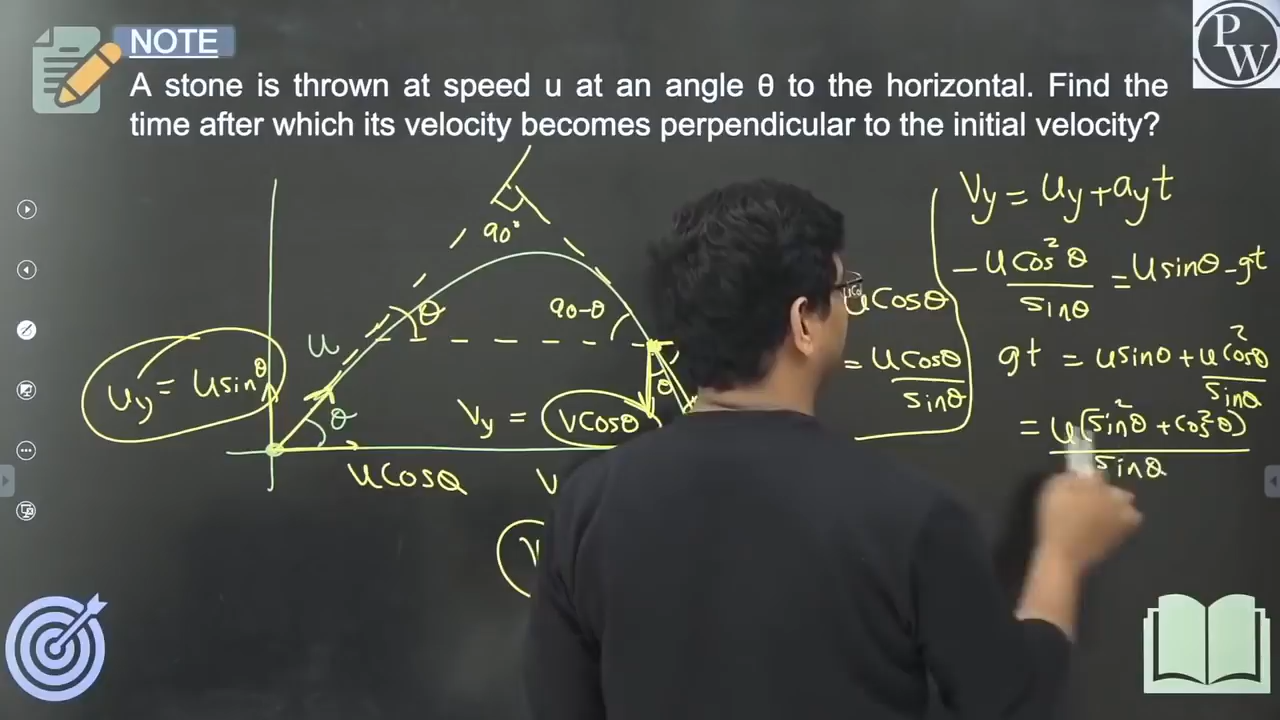 NOTE
PW
A stone is thrown at speed u at an angle θ to the horizontal. Find the
time after which its velocity becomes perpendicular to the initial velocity?
90°
θ
90-θ
u
uy = usinθ
θ
Vy = Vcosθ
θ
ucosθ
V
ucosθ
= ucosθ/sinθ
Vy = uy + ayt
-ucos²θ/sinθ = usinθ - gt
gt = usinθ + ucos²θ/sinθ
= u(sin²θ + cos²θ)/sinθ